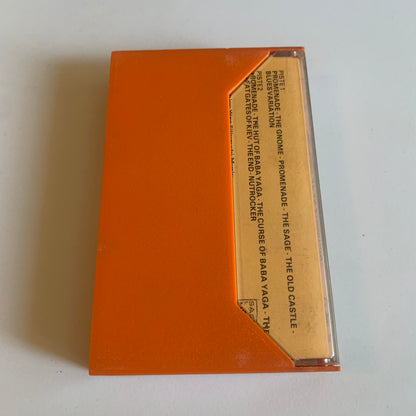 PISTE 1
PROMENADE · THE GNOME · PROMENADE · THE SAGE · THE OLD CASTLE ·
BLUES VARIATION
PISTE 2
PROMENADE · THE HUT OF BABA YAGA · THE CURSE OF BABA YAGA · THE
GATES OF KIEV · THE END · NUTROCKER